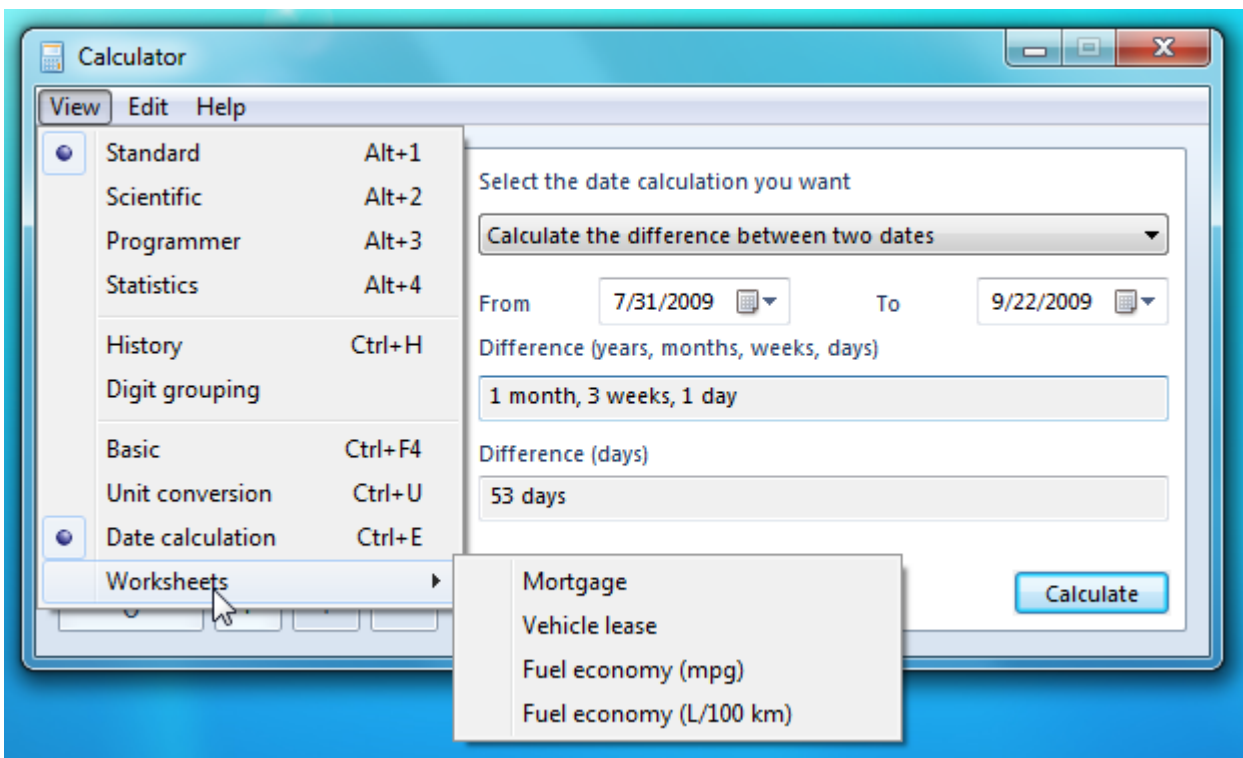 Calculator
View Edit Help
Standard Alt+1
Scientific Alt+2
Programmer Alt+3
Statistics Alt+4
History Ctrl+H
Digit grouping
Basic Ctrl+F4
Unit conversion Ctrl+U
Date calculation Ctrl+E
Worksheets
Mortgage
Vehicle lease
Fuel economy (mpg)
Fuel economy (L/100 km)
Select the date calculation you want
Calculate the difference between two dates
From 7/31/2009 To 9/22/2009
Difference (years, months, weeks, days)
1 month, 3 weeks, 1 day
Difference (days)
53 days
Calculate